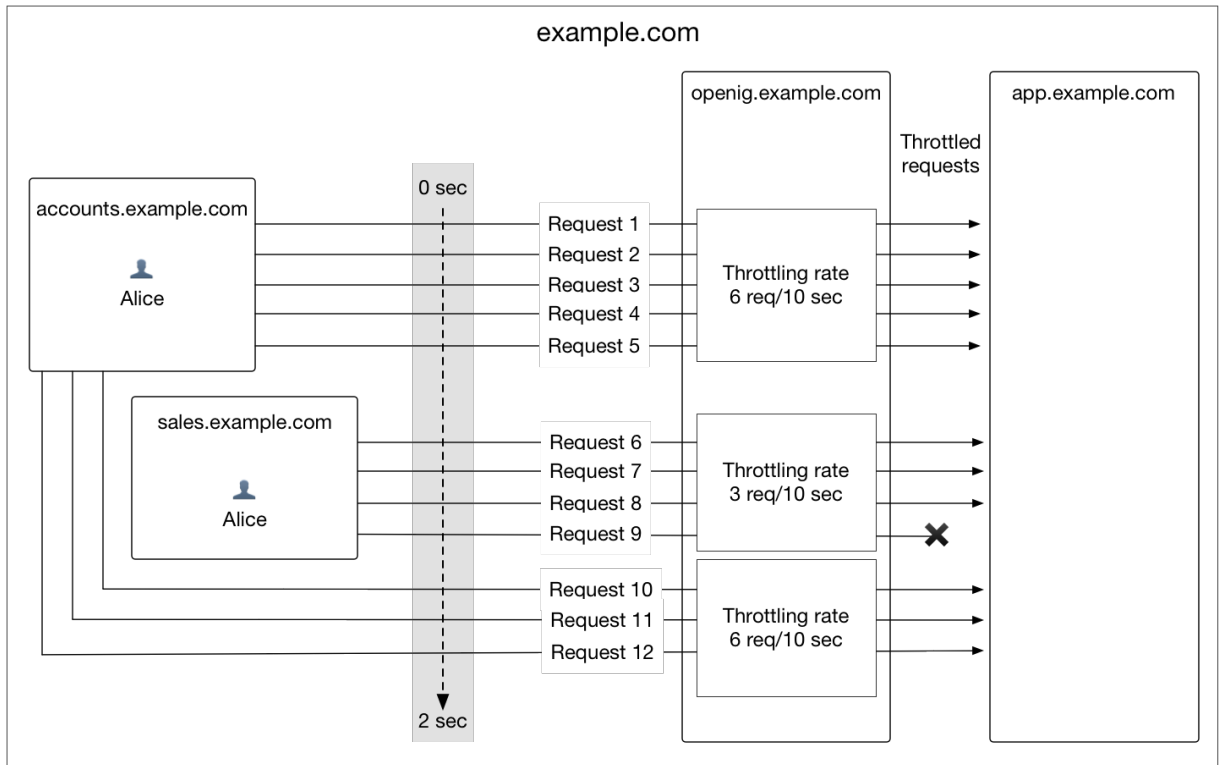 example.com
openig.example.com
app.example.com
Throttled
requests
0 sec
accounts.example.com
Alice
Request 1
Request 2
Request 3
Request 4
Request 5
Throttling rate
6 req/10 sec
sales.example.com
Alice
Request 6
Request 7
Request 8
Request 9
Throttling rate
3 req/10 sec
Request 10
Request 11
Request 12
Throttling rate
6 req/10 sec
2 sec